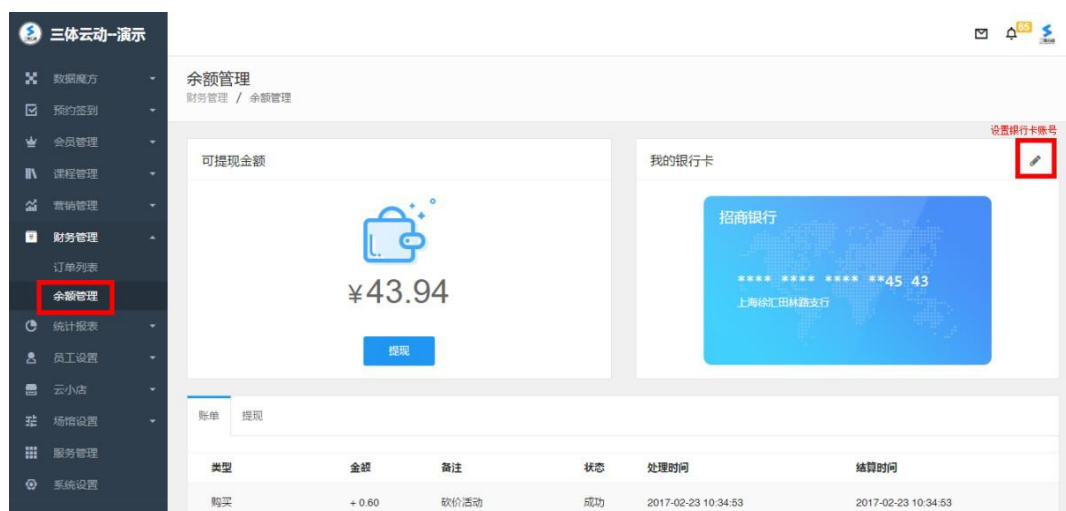 三体云动--演示
65
数据魔方
预约签到
会员管理
课程管理
营销管理
财务管理
订单列表
余额管理
统计报表
员工设置
云小店
场馆设置
服务管理
系统设置
余额管理
财务管理 / 余额管理
设置银行卡账号
可提现金额
¥43.94
提现
我的银行卡
招商银行
**** **** **** **45 43
上海徐汇田林路支行
账单 提现
类型 金额 备注 状态 处理时间 结算时间
购买 + 0.60 砍价活动 成功 2017-02-23 10:34:53 2017-02-23 10:34:53